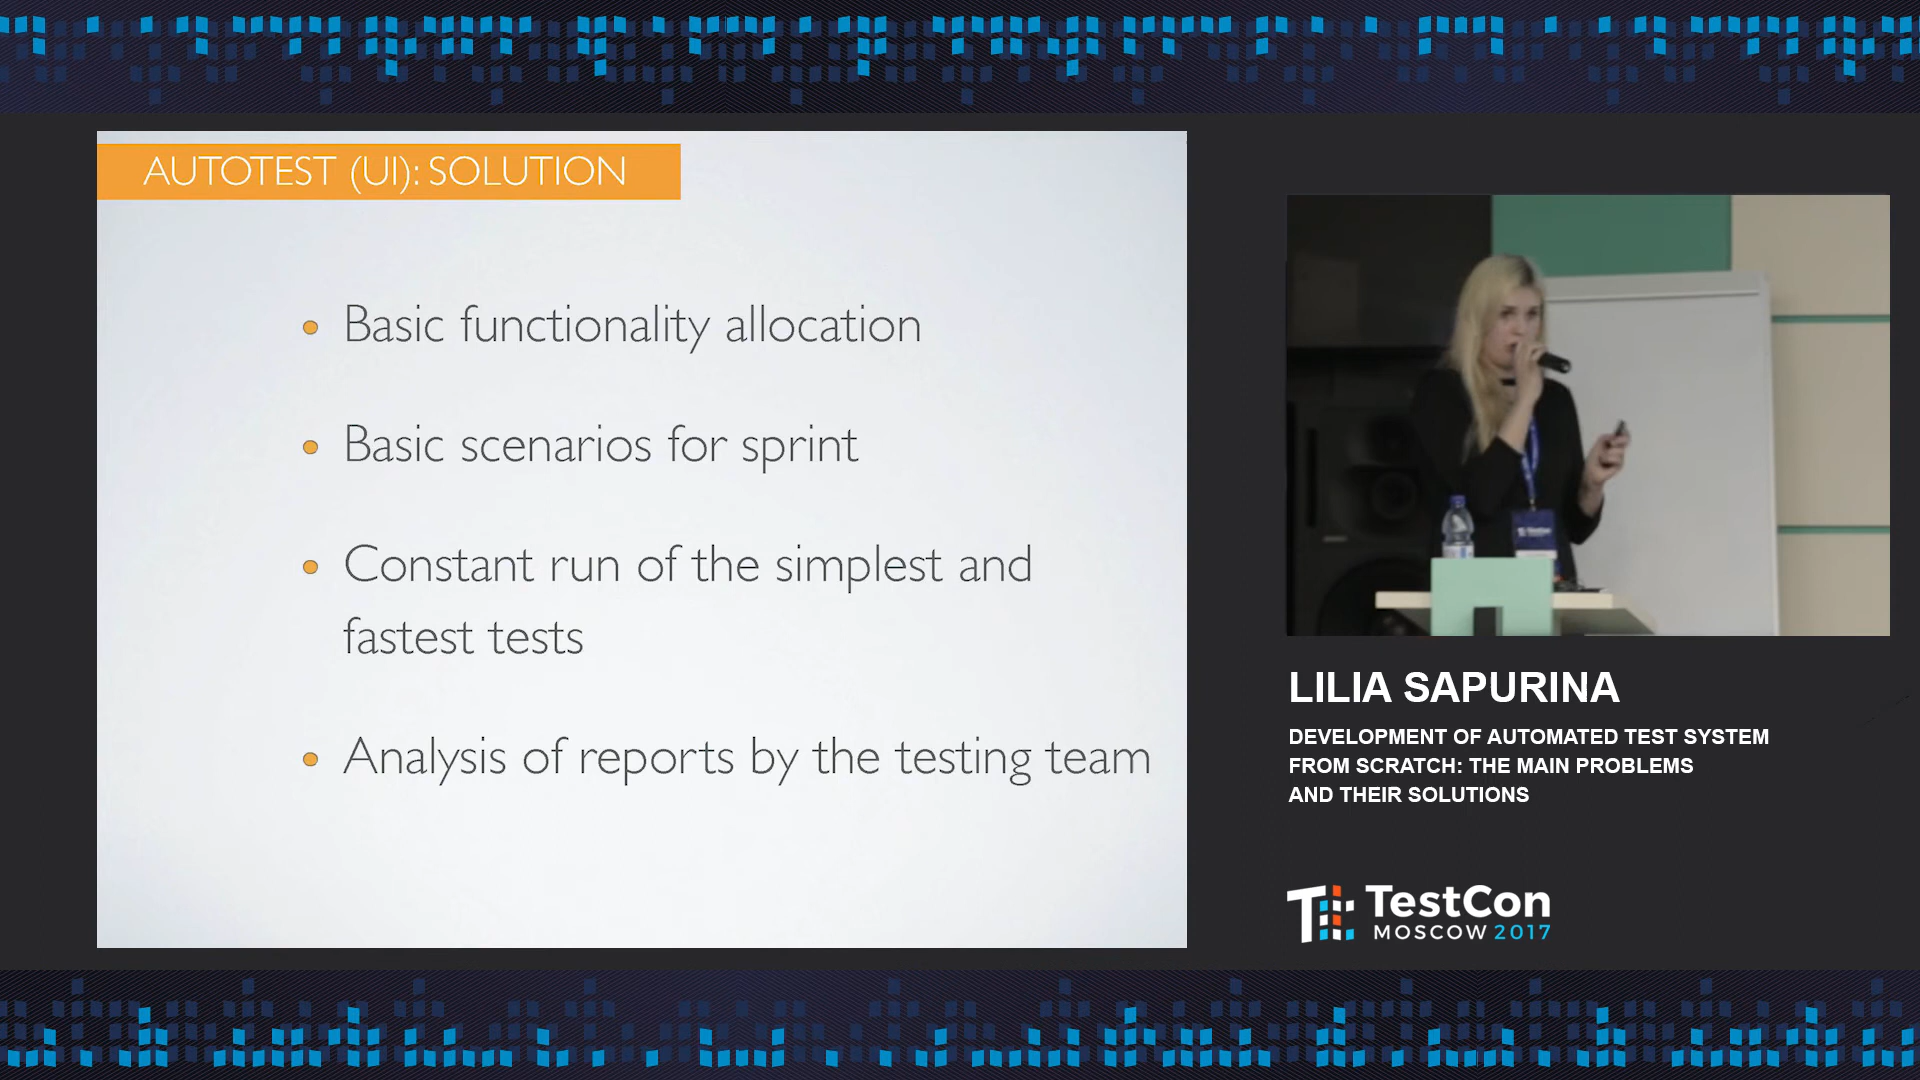 AUTOTEST (UI): SOLUTION
Basic functionality allocation
Basic scenarios for sprint
Constant run of the simplest and
fastest tests
Analysis of reports by the testing team
LILIA SAPURINA
DEVELOPMENT OF AUTOMATED TEST SYSTEM
FROM SCRATCH: THE MAIN PROBLEMS
AND THEIR SOLUTIONS
TestCon
MOSCOW 2017